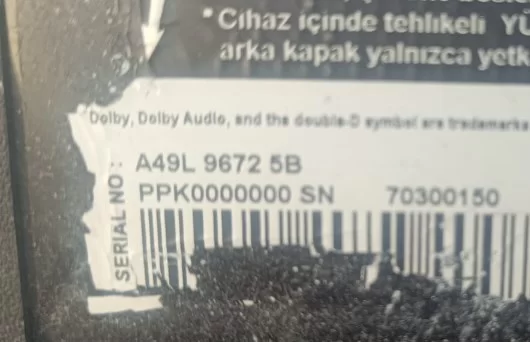 *Cihaz içinde tehlikeli
arka kapak yalnızca
Dolby, Dolby Audio, and the double-D symbol are trademarks
SERIAL NO :
A49L 9672 5B
PPK0000000 SN 70300150